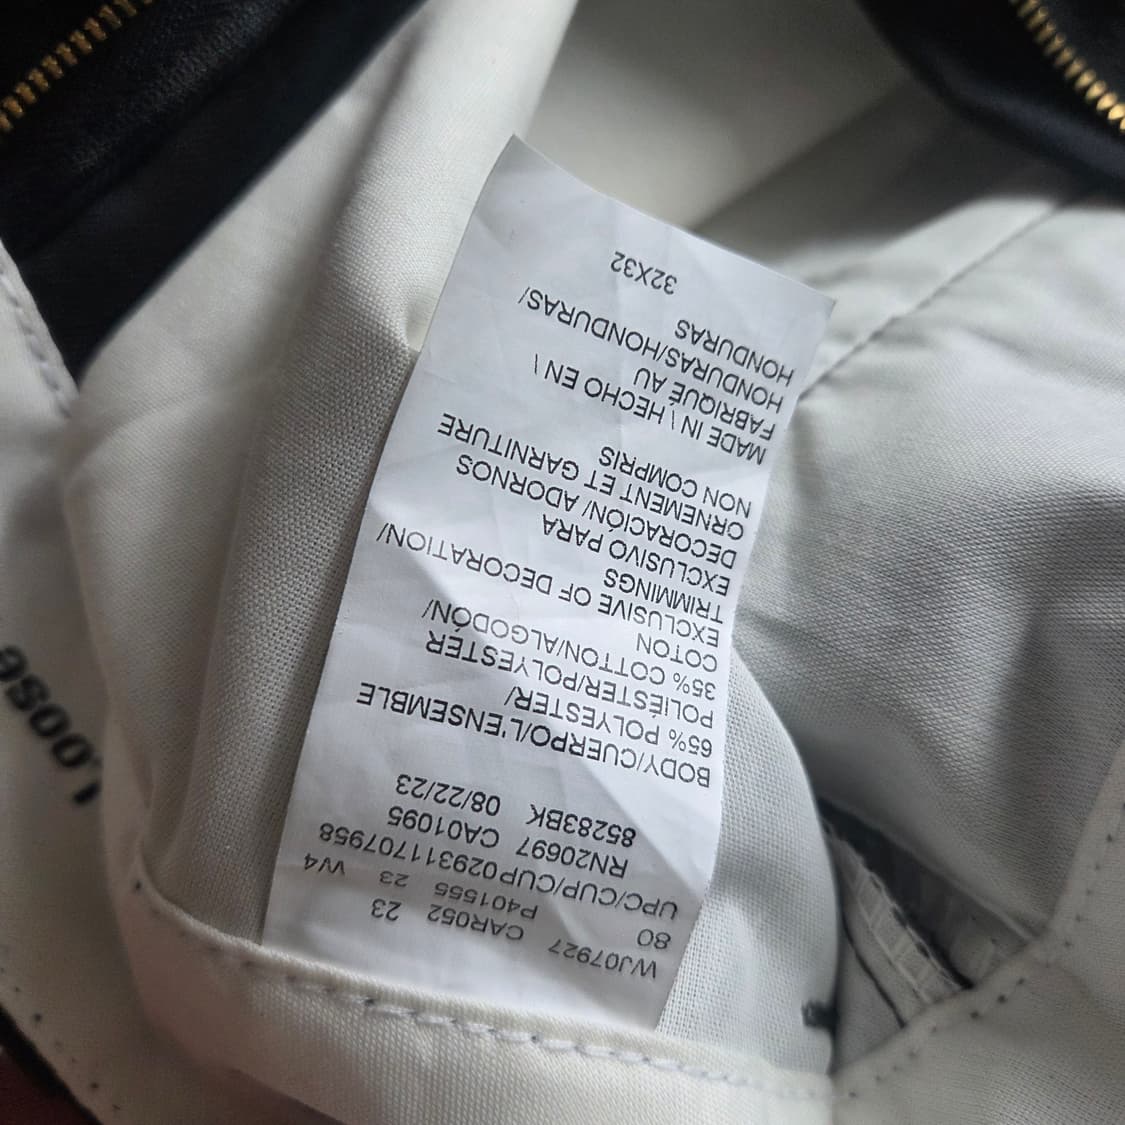 WJ07927 CAR052 23
80 P401555 23 W4
UPC/CUP/CUP029311707958
RN20697 CA01095
85283BK 08/22/23
BODY/CUERPO/L'ENSEMBLE
65% POLYESTER/
POLIÉSTER/POLYESTER
35% COTTON/ALGODÓN/
COTON
EXCLUSIVE OF DECORATION/
TRIMMINGS
EXCLUSIVO PARA
DECORACIÓN/ ADORNOS
ORNEMENT ET GARNITURE
NON COMPRIS
MADE IN \ HECHO EN \
FABRIQUE AU
HONDURAS/HONDURAS/
HONDURAS
32X32
Loose